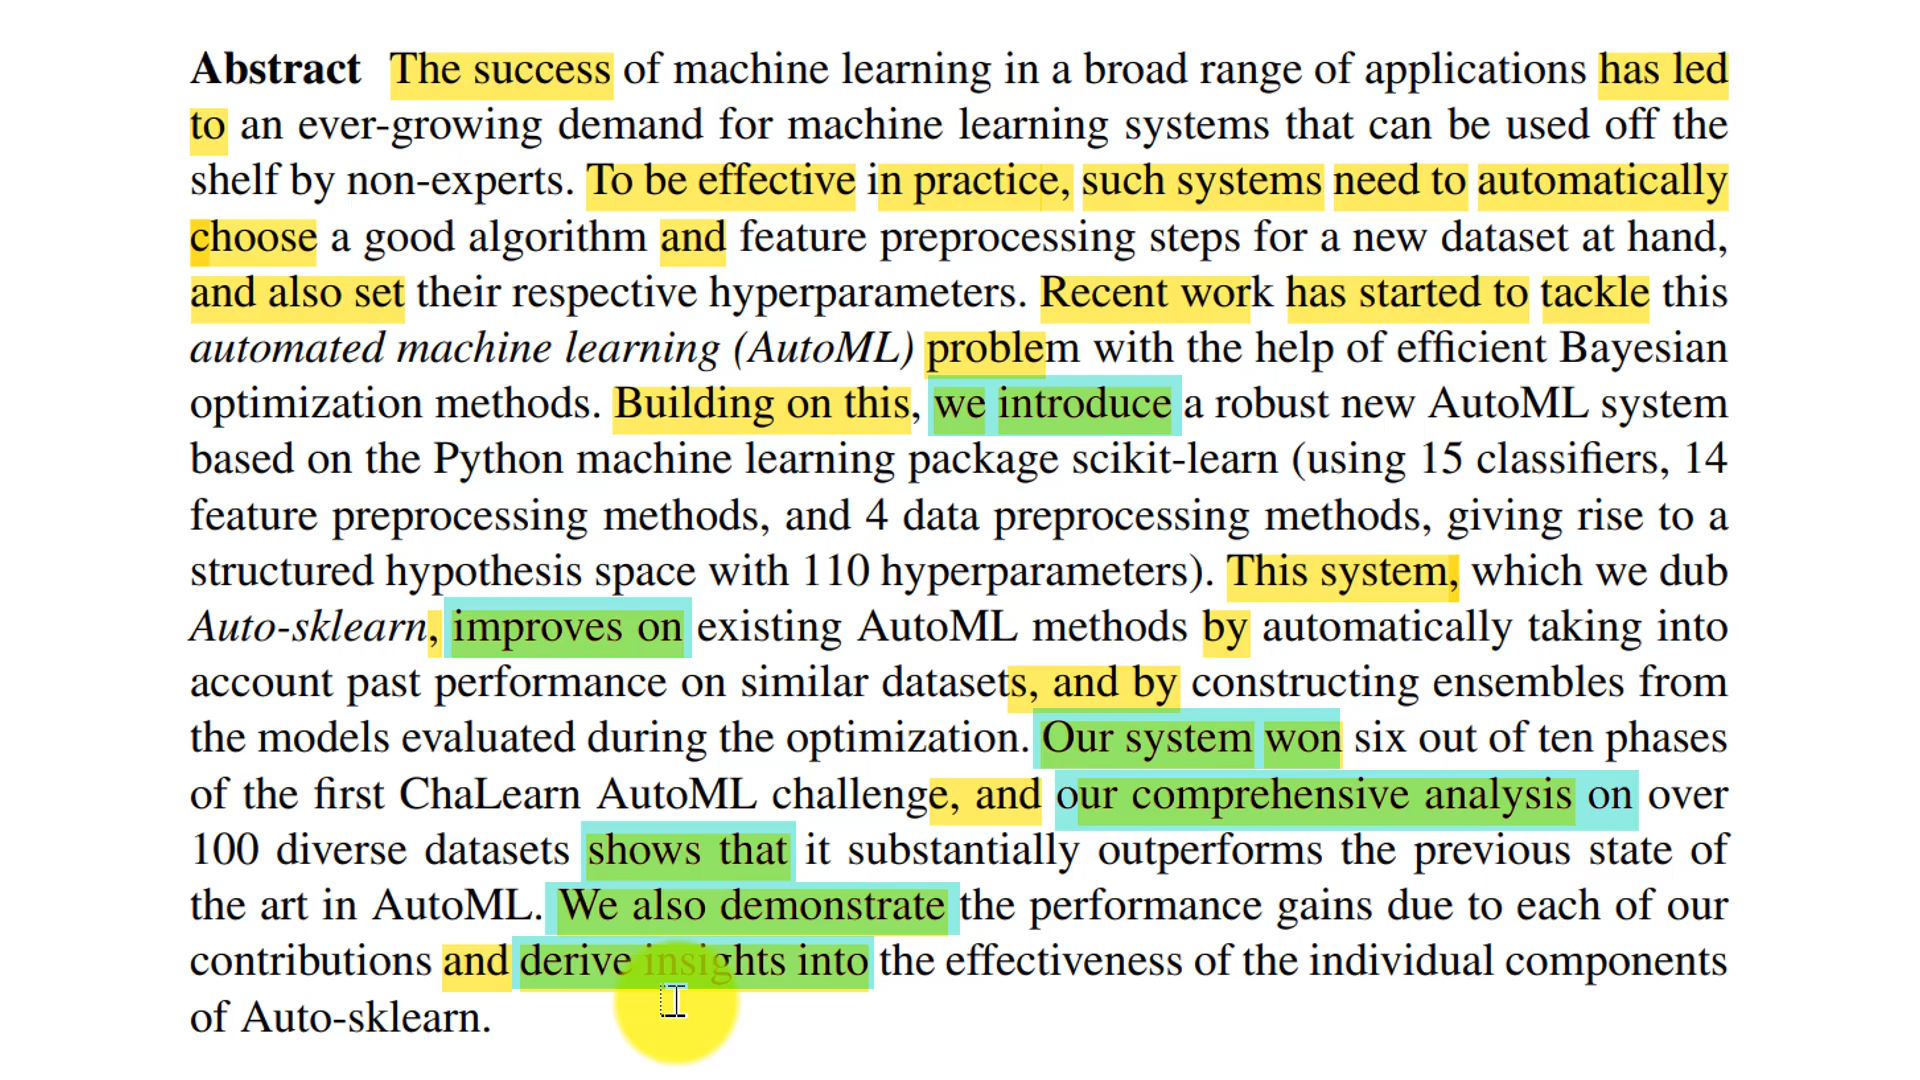 Abstract The success of machine learning in a broad range of applications has led
to an ever-growing demand for machine learning systems that can be used off the
shelf by non-experts. To be effective in practice, such systems need to automatically
choose a good algorithm and feature preprocessing steps for a new dataset at hand,
and also set their respective hyperparameters. Recent work has started to tackle this
automated machine learning (AutoML) problem with the help of efficient Bayesian
optimization methods. Building on this, we introduce a robust new AutoML system
based on the Python machine learning package scikit-learn (using 15 classifiers, 14
feature preprocessing methods, and 4 data preprocessing methods, giving rise to a
structured hypothesis space with 110 hyperparameters). This system, which we dub
Auto-sklearn, improves on existing AutoML methods by automatically taking into
account past performance on similar datasets, and by constructing ensembles from
the models evaluated during the optimization. Our system won six out of ten phases
of the first ChaLearn AutoML challenge, and our comprehensive analysis on over
100 diverse datasets shows that it substantially outperforms the previous state of
the art in AutoML. We also demonstrate the performance gains due to each of our
contributions and derive insights into the effectiveness of the individual components
of Auto-sklearn.